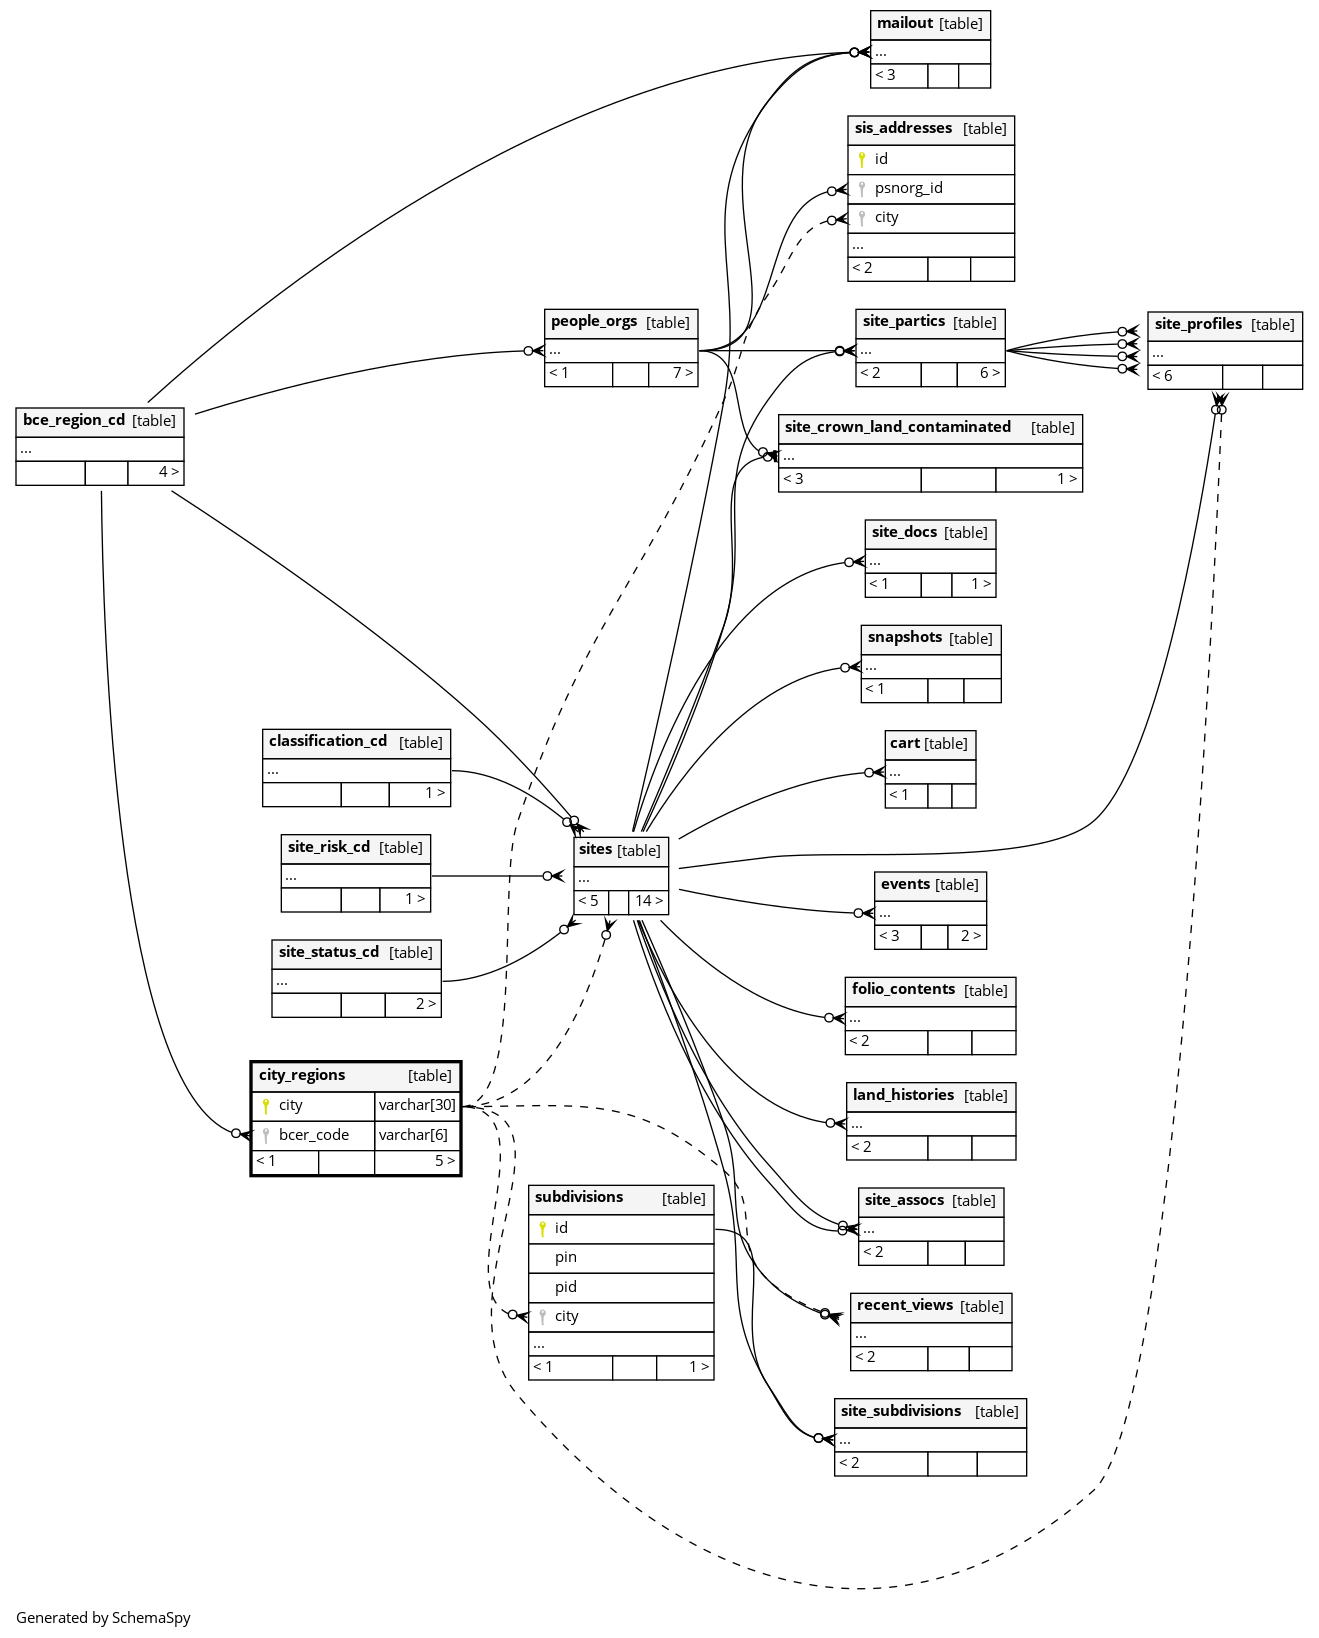 mailout [table]
...
< 3
sis_addresses [table]
id
psnorg_id
city
...
< 2
people_orgs [table]
...
< 1 7 >
site_partics [table]
...
< 2 6 >
site_profiles [table]
...
< 6
bce_region_cd [table]
...
4 >
site_crown_land_contaminated [table]
...
< 3 1 >
site_docs [table]
...
< 1 1 >
snapshots [table]
...
< 1
classification_cd [table]
...
1 >
cart [table]
...
< 1
site_risk_cd [table]
...
1 >
sites [table]
...
< 5 14 >
events [table]
...
< 3 2 >
site_status_cd [table]
...
2 >
folio_contents [table]
...
< 2
city_regions [table]
city varchar[30]
bcer_code varchar[6]
< 1 5 >
land_histories [table]
...
< 2
subdivisions [table]
id
pin
pid
city
...
< 1 1 >
site_assocs [table]
...
< 2
recent_views [table]
...
< 2
site_subdivisions [table]
...
< 2
Generated by SchemaSpy